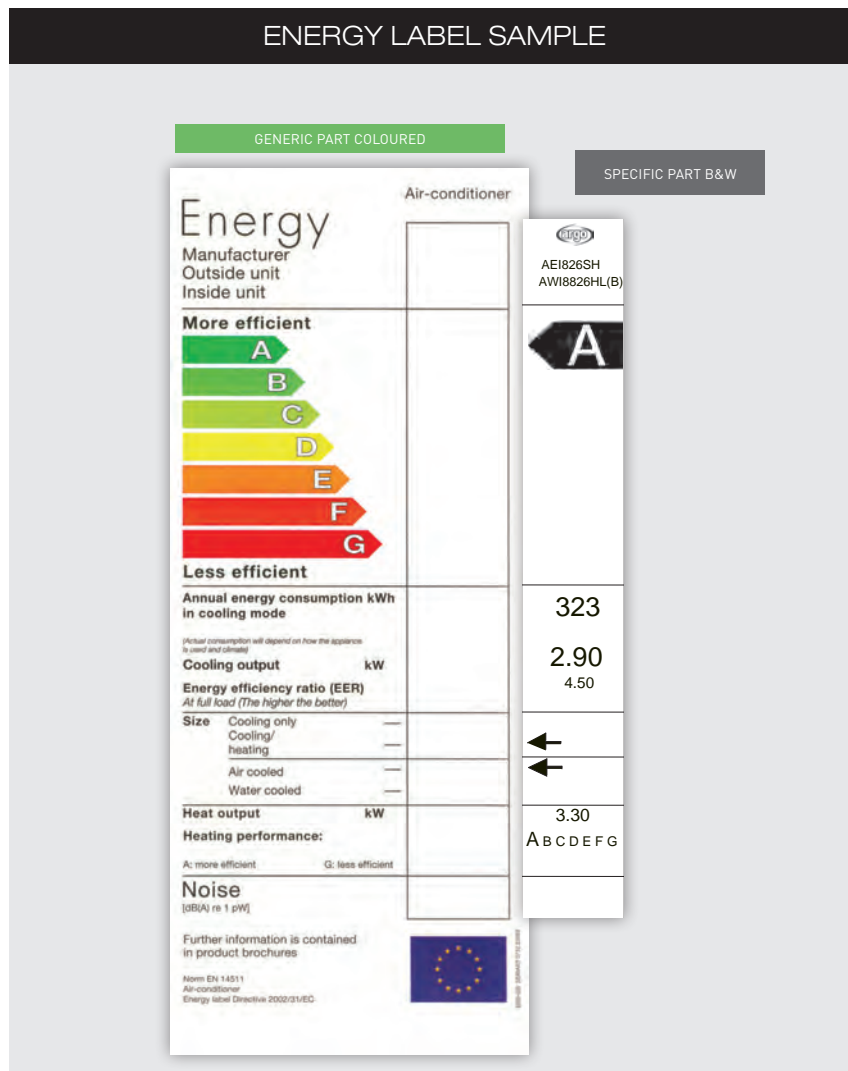 ENERGY LABEL SAMPLE
GENERIC PART COLOURED
SPECIFIC PART B&W
Air-conditioner
Energy
Manufacturer
Outside unit
Inside unit
argo
AEI826SH
AWI8826HL(B)
More efficient
A
B
C
D
E
F
G
Less efficient
A
Annual energy consumption kWh
in cooling mode
323
(Actual consumption will depend on how the appliance
is used and climate)
Cooling output kW
2.90
Energy efficiency ratio (EER)
4.50
At full load (The higher the better)
Size Cooling only —
Cooling/
heating —
Air cooled —
Water cooled —
Heat output kW
3.30
Heating performance:
A B C D E F G
A: more efficient G: less efficient
Noise
[dB(A) re 1 pW]
Further information is contained
in product brochures
Norm EN 14511
Air-conditioner
Energy label Directive 2002/31/EC